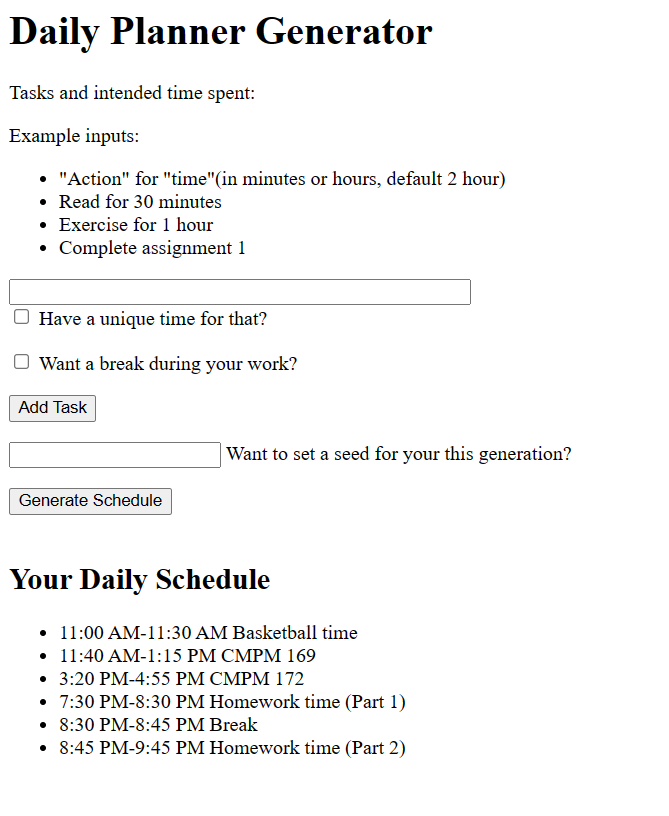 Daily Planner Generator
Tasks and intended time spent:
Example inputs:
"Action" for "time"(in minutes or hours, default 2 hour)
Read for 30 minutes
Exercise for 1 hour
Complete assignment 1
Have a unique time for that?
Want a break during your work?
Add Task
Want to set a seed for your this generation?
Generate Schedule
Your Daily Schedule
11:00 AM-11:30 AM Basketball time
11:40 AM-1:15 PM CMPM 169
3:20 PM-4:55 PM CMPM 172
7:30 PM-8:30 PM Homework time (Part 1)
8:30 PM-8:45 PM Break
8:45 PM-9:45 PM Homework time (Part 2)